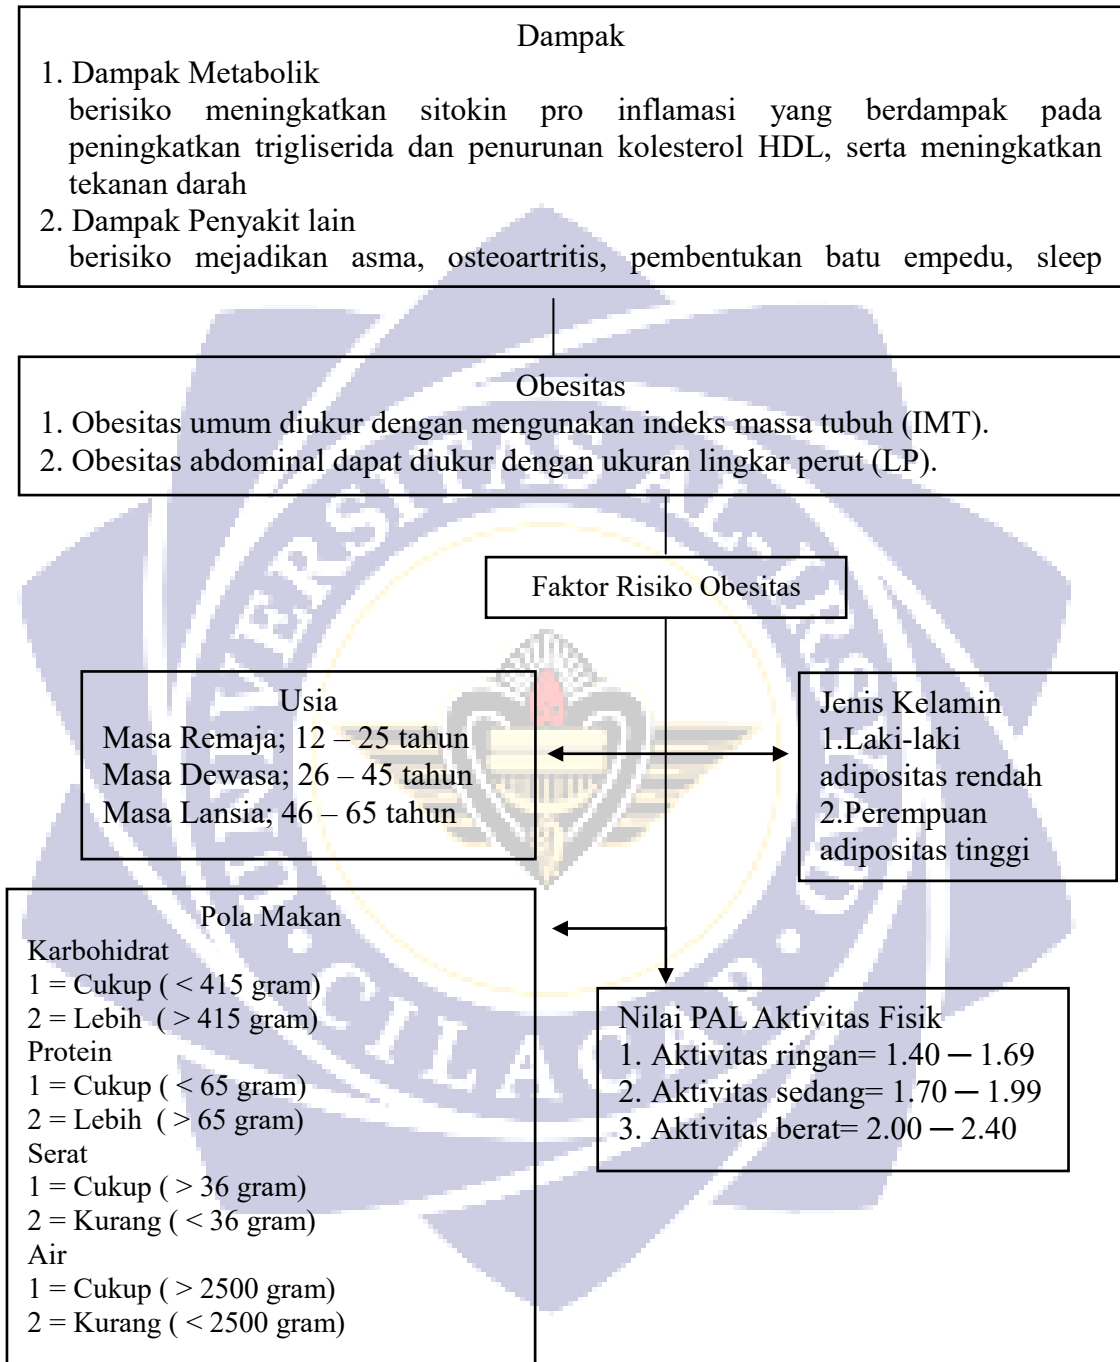 Dampak
1. Dampak Metabolik
berisiko meningkatkan sitokin pro inflamasi yang berdampak pada
peningkatkan trigliserida dan penurunan kolesterol HDL, serta meningkatkan
tekanan darah
2. Dampak Penyakit lain
berisiko mejadikan asma, osteoartritis, pembentukan batu empedu, sleep
Obesitas
1. Obesitas umum diukur dengan mengunakan indeks massa tubuh (IMT).
2. Obesitas abdominal dapat diukur dengan ukuran lingkar perut (LP).
Faktor Risiko Obesitas
Usia
Masa Remaja; 12 – 25 tahun
Masa Dewasa; 26 – 45 tahun
Masa Lansia; 46 – 65 tahun
Jenis Kelamin
1.Laki-laki
adipositas rendah
2.Perempuan
adipositas tinggi
Pola Makan
Karbohidrat
1 = Cukup ( < 415 gram)
2 = Lebih ( > 415 gram)
Protein
1 = Cukup ( < 65 gram)
2 = Lebih ( > 65 gram)
Serat
1 = Cukup ( > 36 gram)
2 = Kurang ( < 36 gram)
Air
1 = Cukup ( > 2500 gram)
2 = Kurang ( < 2500 gram)
Nilai PAL Aktivitas Fisik
1. Aktivitas ringan= 1.40 — 1.69
2. Aktivitas sedang= 1.70 — 1.99
3. Aktivitas berat= 2.00 — 2.40
UNIVERSITAS AL-IRSYAD
CILACAP